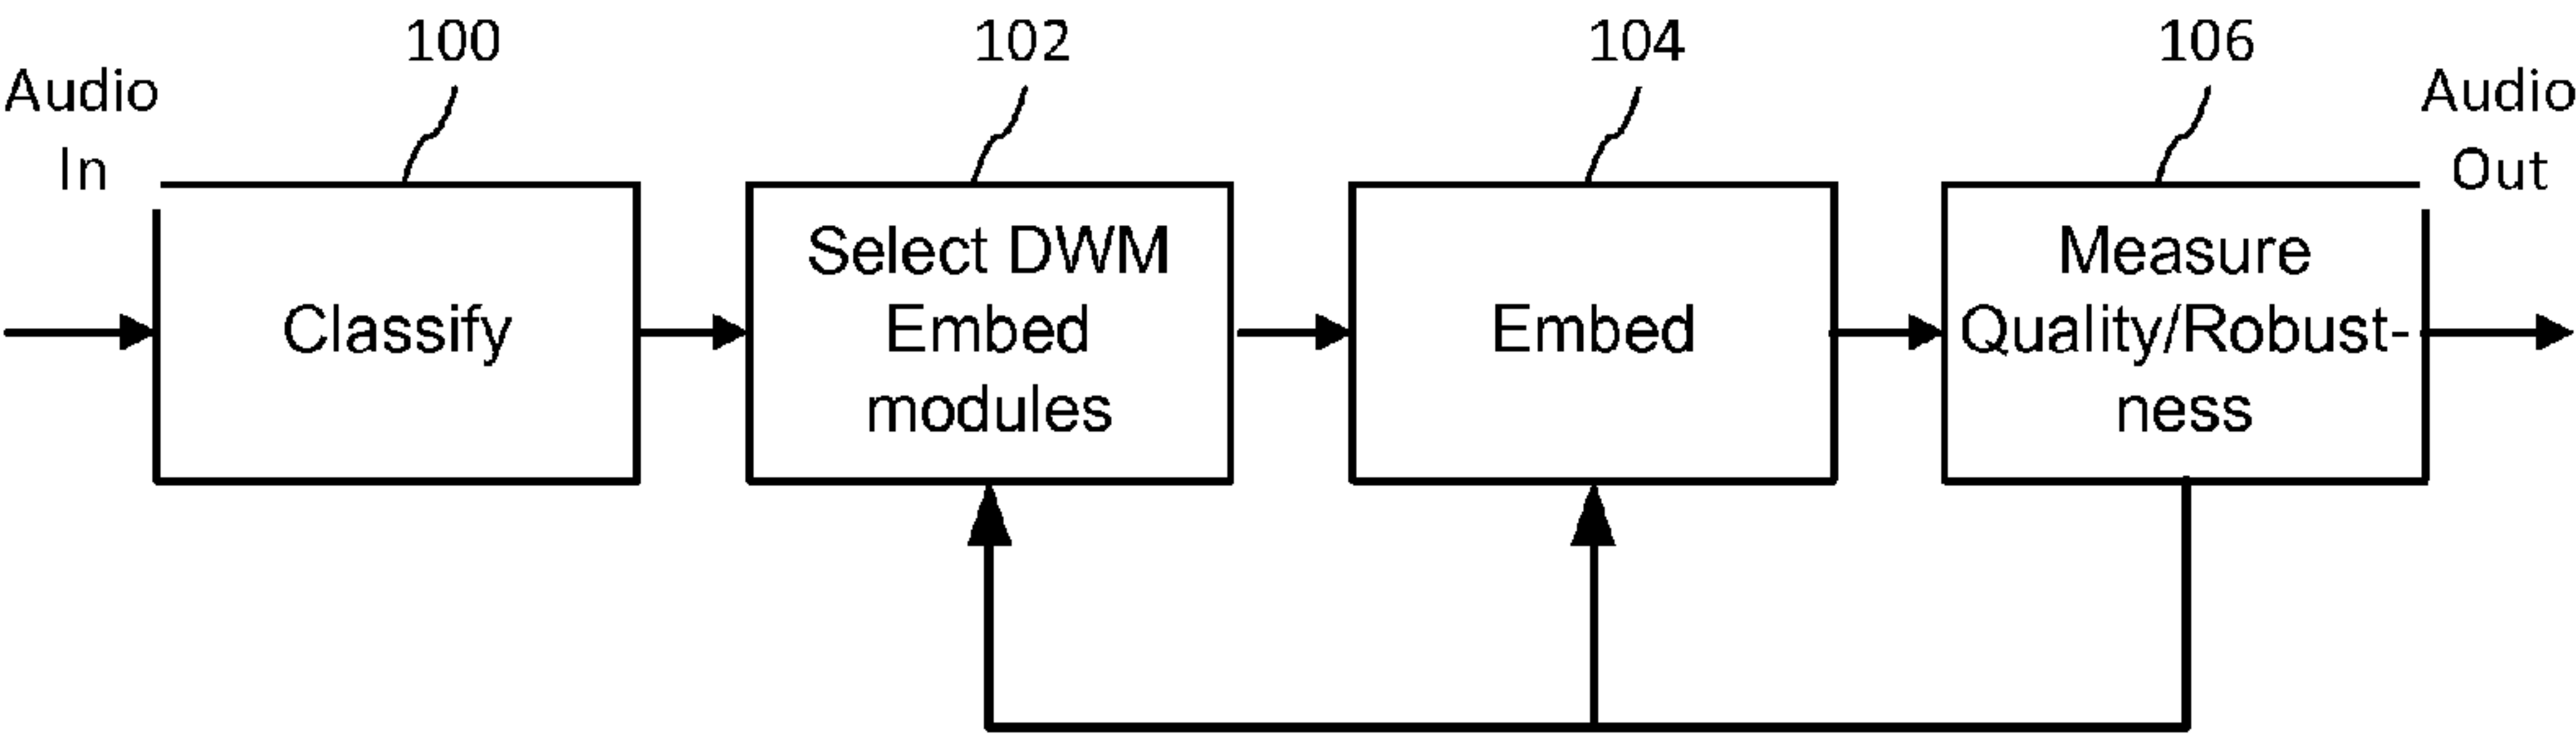 100
102
104
106
Audio
In
Audio
Out
Classify
Select DWM
Embed
modules
Embed
Measure
Quality/Robust-
ness